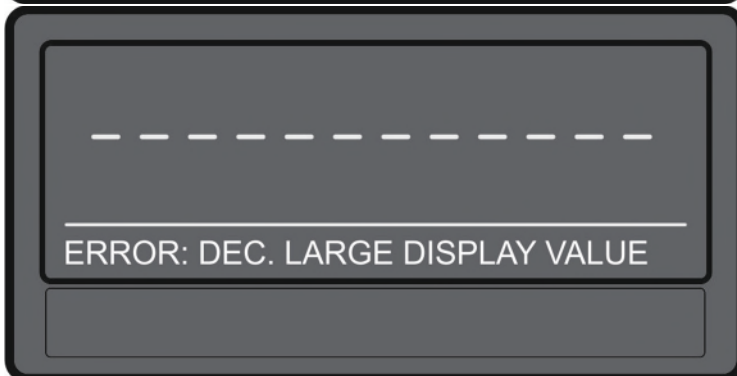 – – – – – – – – – – – –
ERROR: DEC. LARGE DISPLAY VALUE